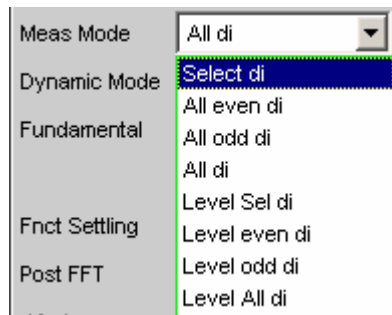 Meas Mode All di
Dynamic Mode Select di
All even di
Fundamental All odd di
All di
Level Sel di
Fnct Settling Level even di
Post FFT Level odd di
Level All di